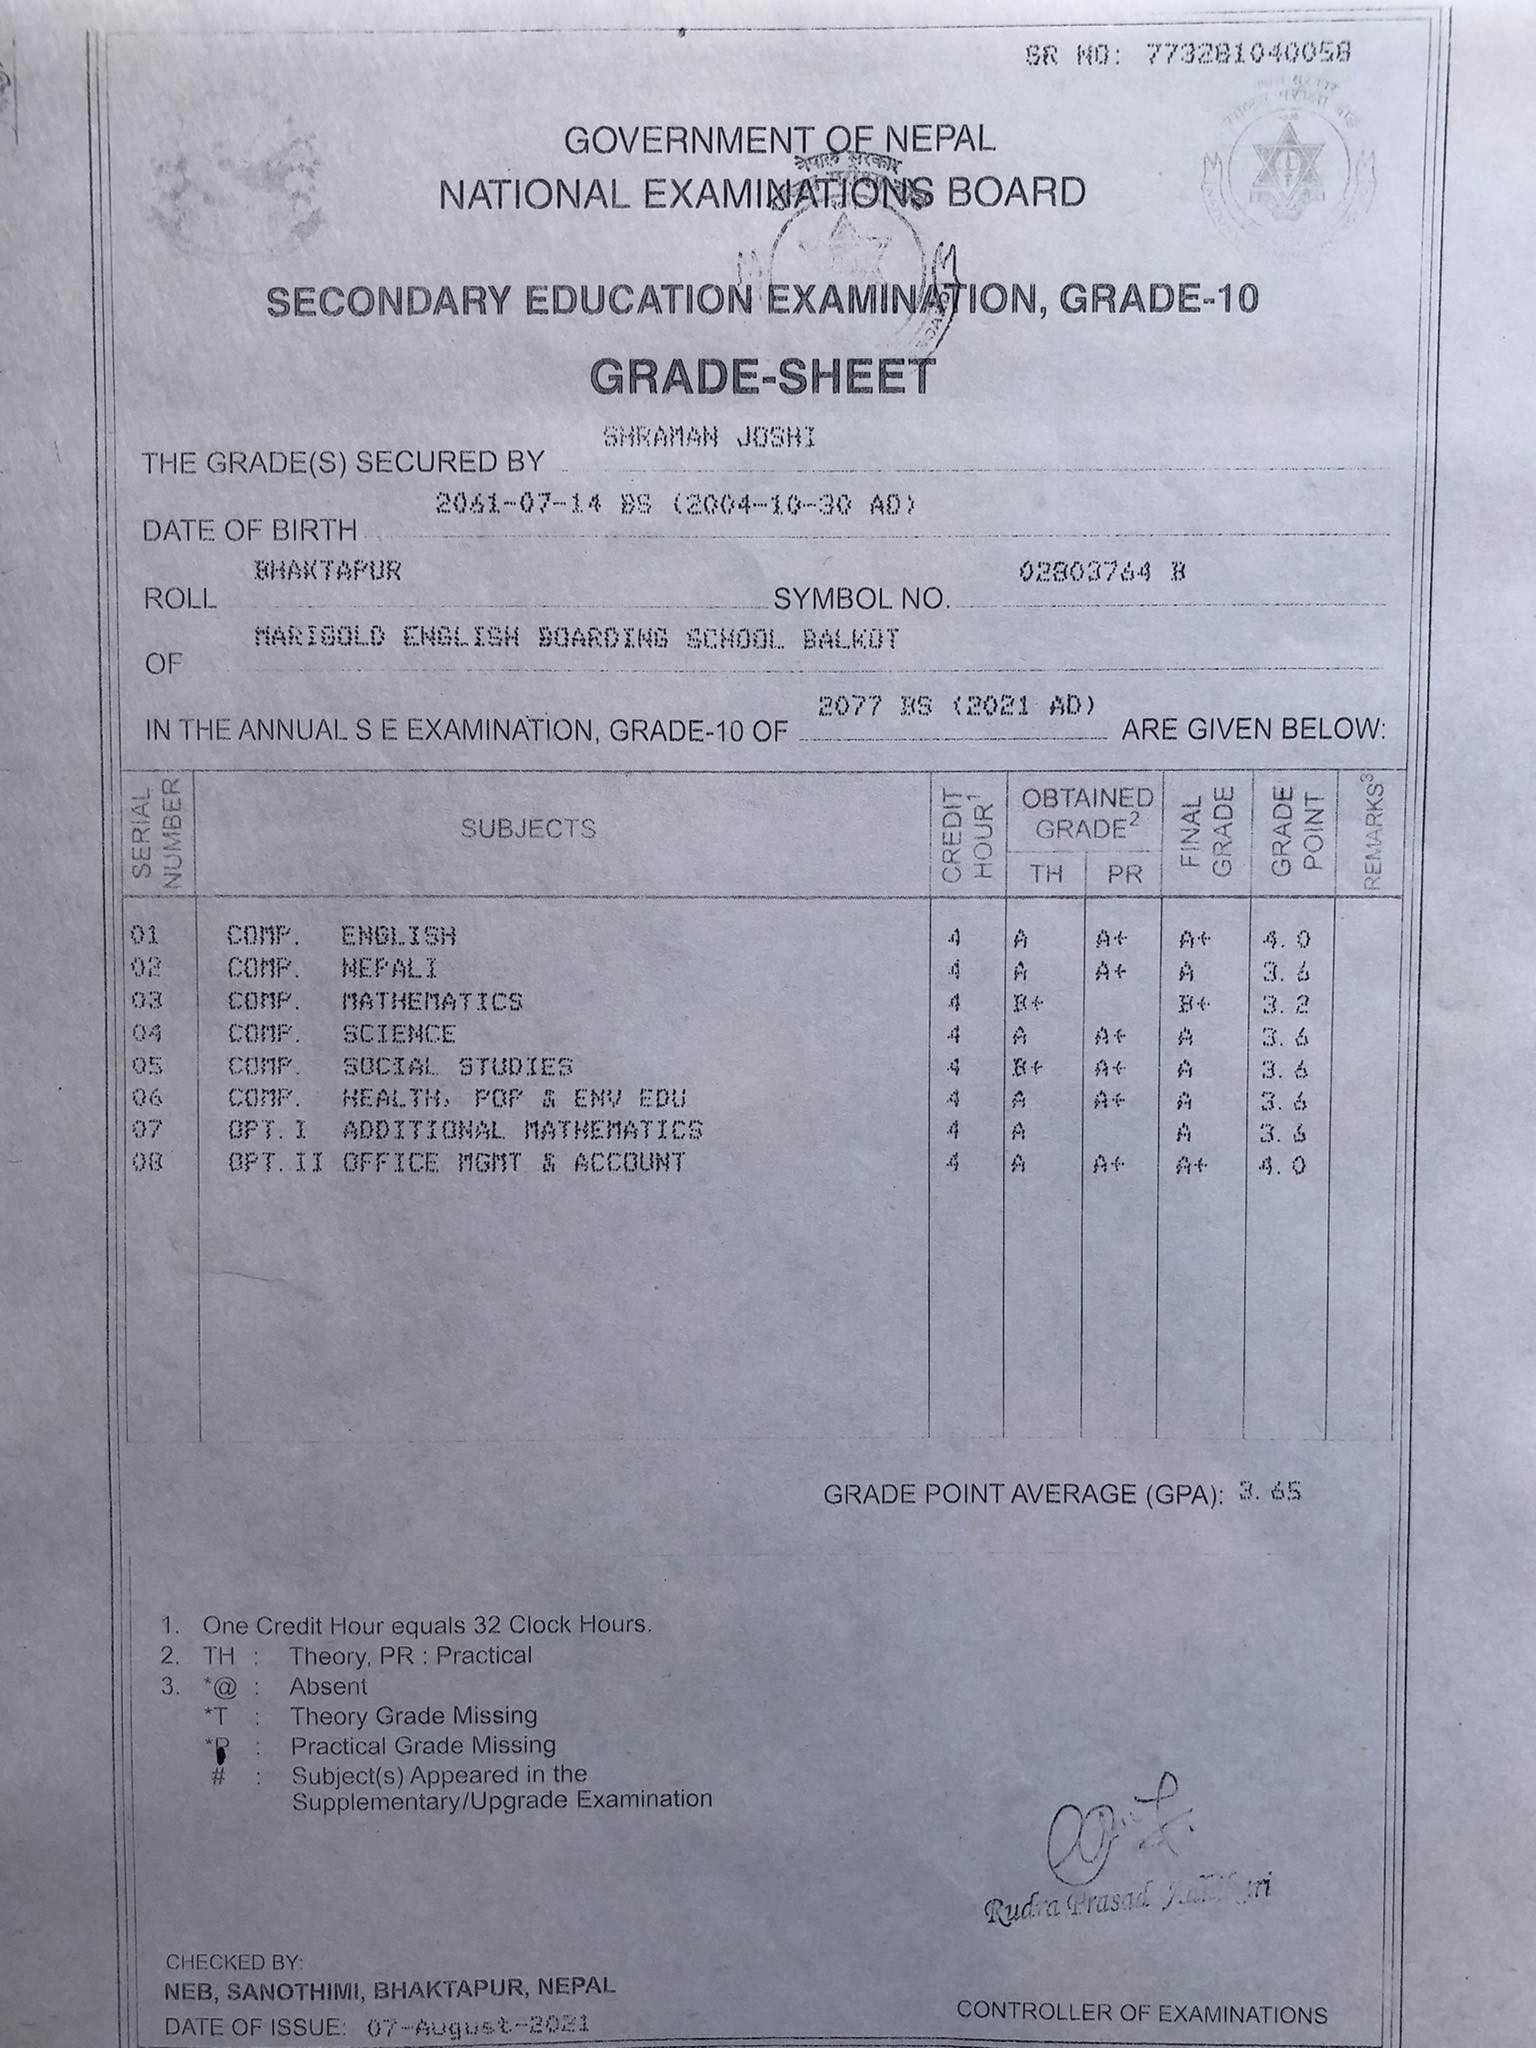 SR NO: 773281040058
GOVERNMENT OF NEPAL
नेपाल सरकार
NATIONAL EXAMINATIONS BOARD
SECONDARY EDUCATION EXAMINATION, GRADE-10
GRADE-SHEET
THE GRADE(S) SECURED BY SHRAMAN JOSHI
DATE OF BIRTH 2061-07-14 BS (2004-10-30 AD)
ROLL BHAKTAPUR SYMBOL NO. 02803764 B
OF MARIGOLD ENGLISH BOARDING SCHOOL BALKOT
IN THE ANNUAL S E EXAMINATION, GRADE-10 OF 2077 BS (2021 AD) ARE GIVEN BELOW:
SERIAL NUMBER SUBJECTS CREDIT HOUR1 OBTAINED GRADE2 FINAL GRADE GRADE POINT REMARKS3
TH PR
01 COMP. ENGLISH 4 A A+ A+ 4.0
02 COMP. NEPALI 4 A A+ A 3.6
03 COMP. MATHEMATICS 4 B+ B+ 3.2
04 COMP. SCIENCE 4 A A+ A 3.6
05 COMP. SOCIAL STUDIES 4 B+ A+ A 3.6
06 COMP. HEALTH, POP & ENV EDU 4 A A+ A 3.6
07 OPT.I ADDITIONAL MATHEMATICS 4 A A 3.6
08 OPT.II OFFICE MGMT & ACCOUNT 4 A A+ A+ 4.0
GRADE POINT AVERAGE (GPA): 3.65
1. One Credit Hour equals 32 Clock Hours.
2. TH : Theory, PR : Practical
3. *@ : Absent
*T : Theory Grade Missing
*P : Practical Grade Missing
# : Subject(s) Appeared in the
Supplementary/Upgrade Examination
Rudra Prasad
CHECKED BY:
NEB, SANOTHIMI, BHAKTAPUR, NEPAL
DATE OF ISSUE: 07-August-2021
CONTROLLER OF EXAMINATIONS